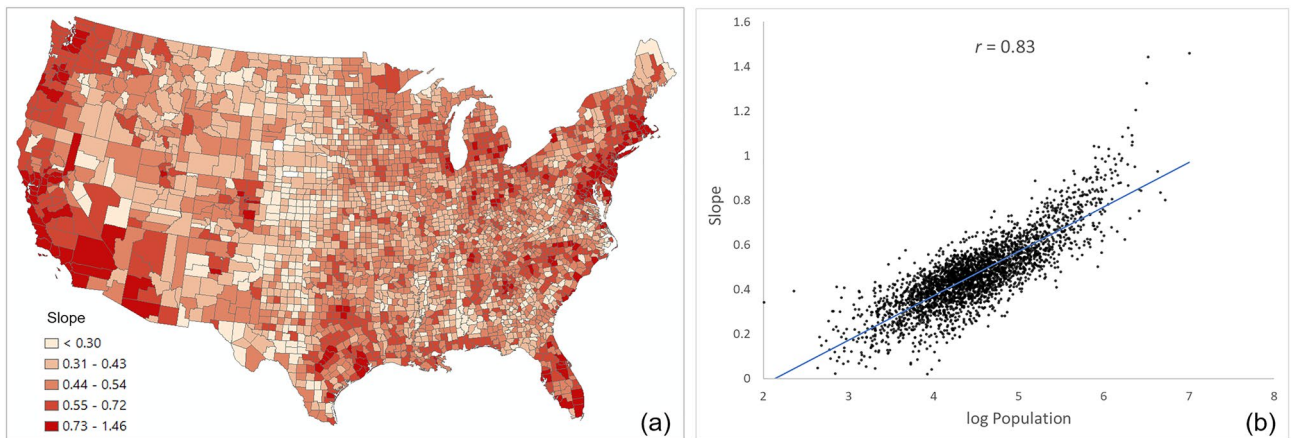 Slope
< 0.30
0.31 - 0.43
0.44 - 0.54
0.55 - 0.72
0.73 - 1.46
(a)
r = 0.83
1.6
1.4
1.2
1
0.8
0.6
0.4
0.2
0
Slope
2 3 4 5 6 7 8
log Population
(b)